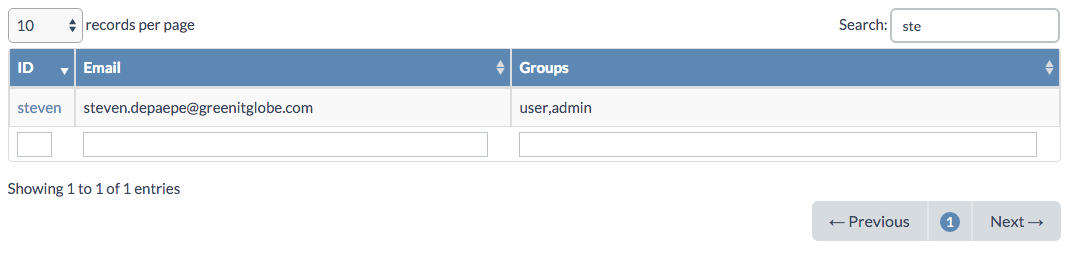 10 records per page Search: ste
ID Email Groups
steven steven.depaepe@greenitglobe.com user,admin
Showing 1 to 1 of 1 entries
← Previous 1 Next →